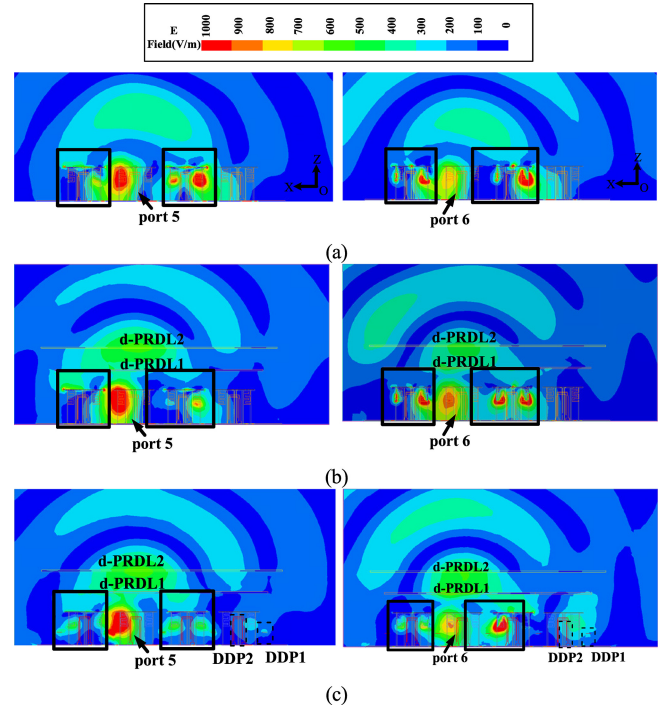 E
Field(V/m)
1000
900
800
700
600
500
400
300
200
100
0
Z
X
O
port 5
Z
X
O
port 6
(a)
d-PRDL2
d-PRDL1
port 5
d-PRDL2
d-PRDL1
port 6
(b)
d-PRDL2
d-PRDL1
port 5
DDP2
DDP1
d-PRDL2
d-PRDL1
port 6
DDP2
DDP1
(c)